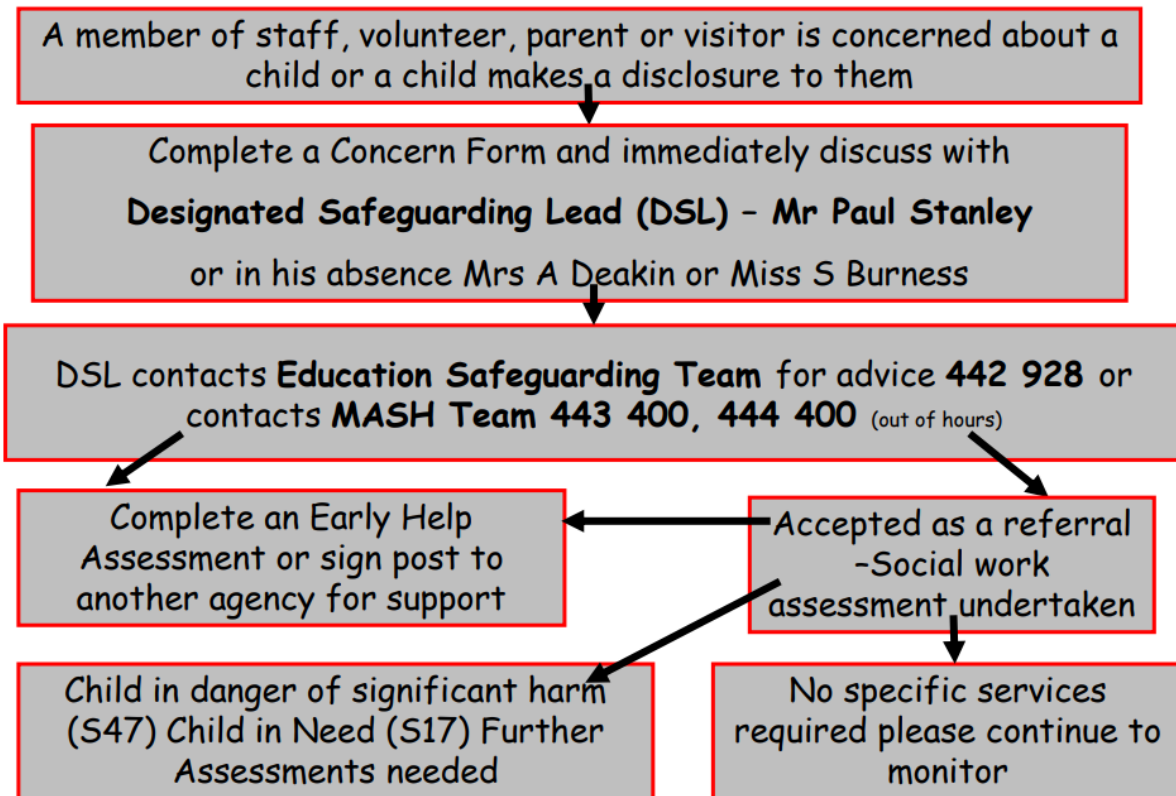 A member of staff, volunteer, parent or visitor is concerned about a
child or a child makes a disclosure to them
Complete a Concern Form and immediately discuss with
Designated Safeguarding Lead (DSL) – Mr Paul Stanley
or in his absence Mrs A Deakin or Miss S Burness
DSL contacts Education Safeguarding Team for advice 442 928 or
contacts MASH Team 443 400, 444 400 (out of hours)
Complete an Early Help
Assessment or sign post to
another agency for support
Accepted as a referral
–Social work
assessment undertaken
Child in danger of significant harm
(S47) Child in Need (S17) Further
Assessments needed
No specific services
required please continue to
monitor